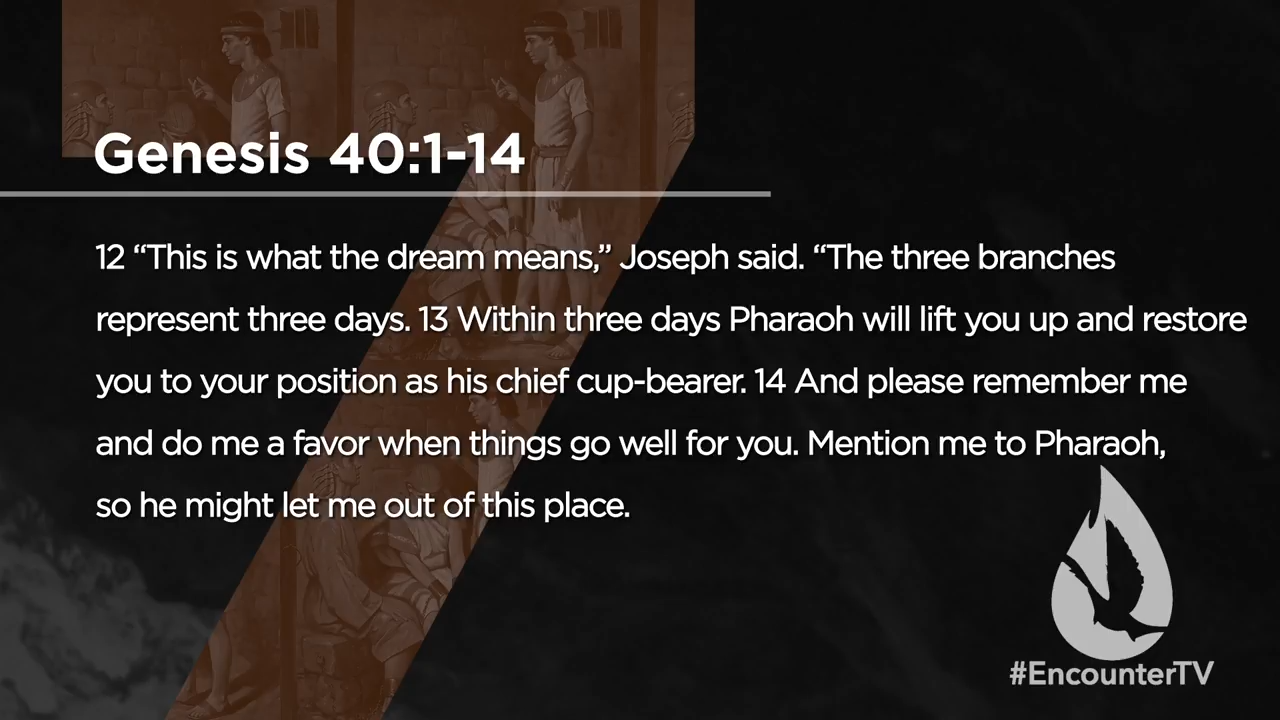 Genesis 40:1-14
12 “This is what the dream means,” Joseph said. “The three branches
represent three days. 13 Within three days Pharaoh will lift you up and restore
you to your position as his chief cup-bearer. 14 And please remember me
and do me a favor when things go well for you. Mention me to Pharaoh,
so he might let me out of this place.
#EncounterTV